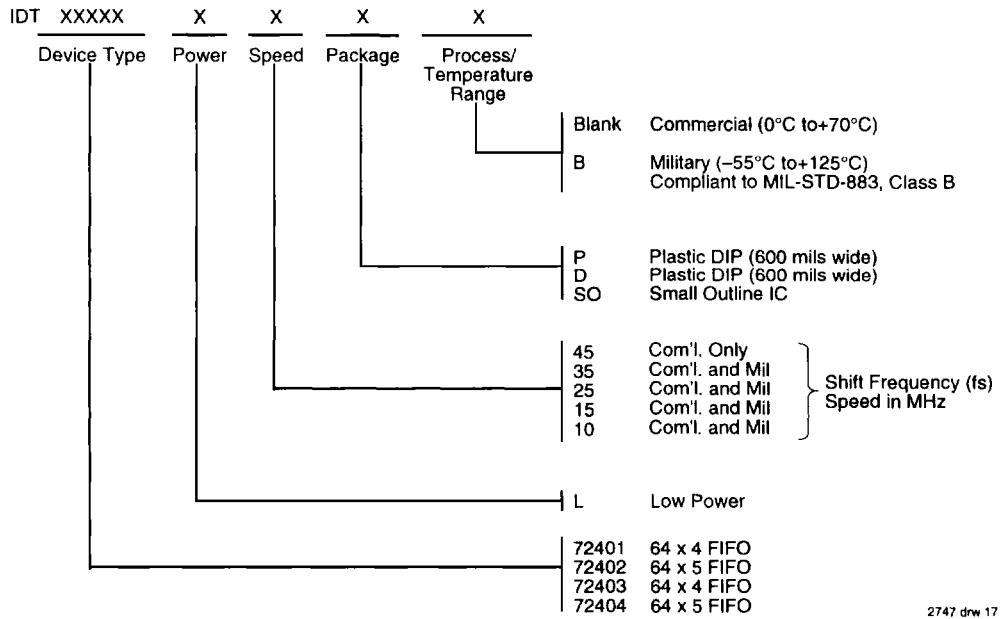 IDT XXXXX X X X X
Device Type Power Speed Package Process/
Temperature
Range
Blank Commercial (0°C to+70°C)
B Military (–55°C to+125°C)
Compliant to MIL-STD-883, Class B
P Plastic DIP (600 mils wide)
D Plastic DIP (600 mils wide)
SO Small Outline IC
45 Com'l. Only
35 Com'l. and Mil
25 Com'l. and Mil
15 Com'l. and Mil
10 Com'l. and Mil
Shift Frequency (fs)
Speed in MHz
L Low Power
72401 64 x 4 FIFO
72402 64 x 5 FIFO
72403 64 x 4 FIFO
72404 64 x 5 FIFO
2747 drw 17